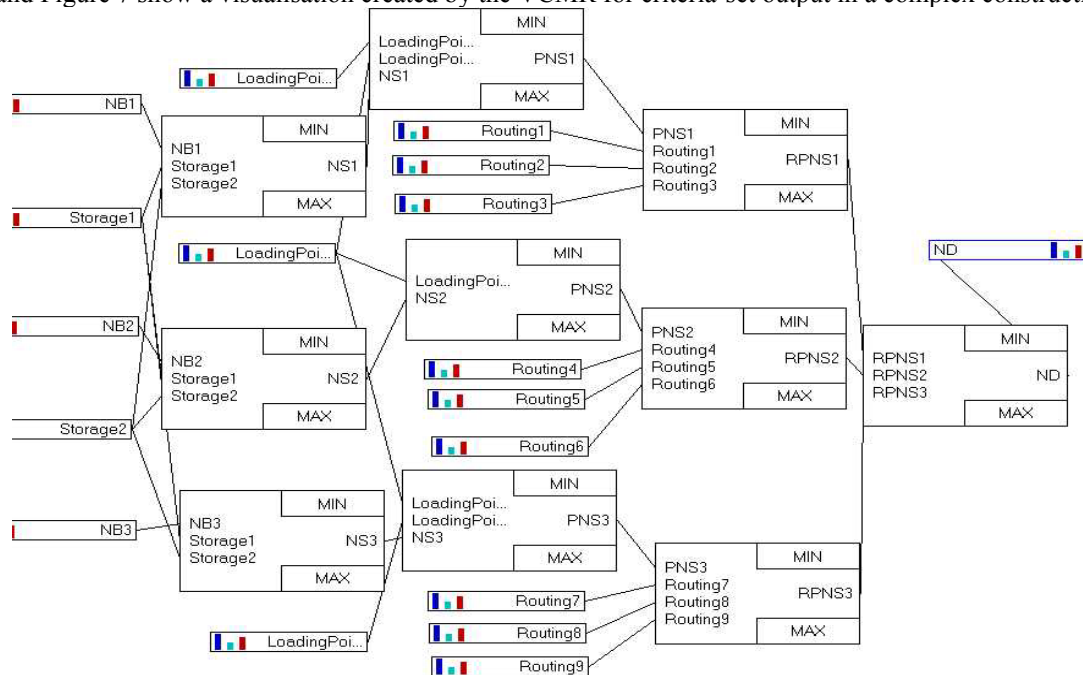 and Figure 7 show a visualisation created by the VCMR for criteria-set output in a complex constructi
MIN
LoadingPoi...
LoadingPoi...
NS1
PNS1
MAX
LoadingPoi...
NB1
MIN
NB1
Storage1
Storage2
NS1
MAX
Routing1
Routing2
Routing3
MIN
PNS1
Routing1
Routing2
Routing3
RPNS1
MAX
Storage1
LoadingPoi...
MIN
LoadingPoi...
NS2
PNS2
MAX
ND
NB2
MIN
NB2
Storage1
Storage2
NS2
MAX
Routing4
Routing5
Routing6
MIN
PNS2
Routing4
Routing5
Routing6
RPNS2
MAX
MIN
RPNS1
RPNS2
RPNS3
ND
MAX
Storage2
MIN
LoadingPoi...
LoadingPoi...
NS3
PNS3
MAX
NB3
MIN
NB3
Storage1
Storage2
NS3
MAX
Routing7
Routing8
Routing9
MIN
PNS3
Routing7
Routing8
Routing9
RPNS3
MAX
LoadingPoi...